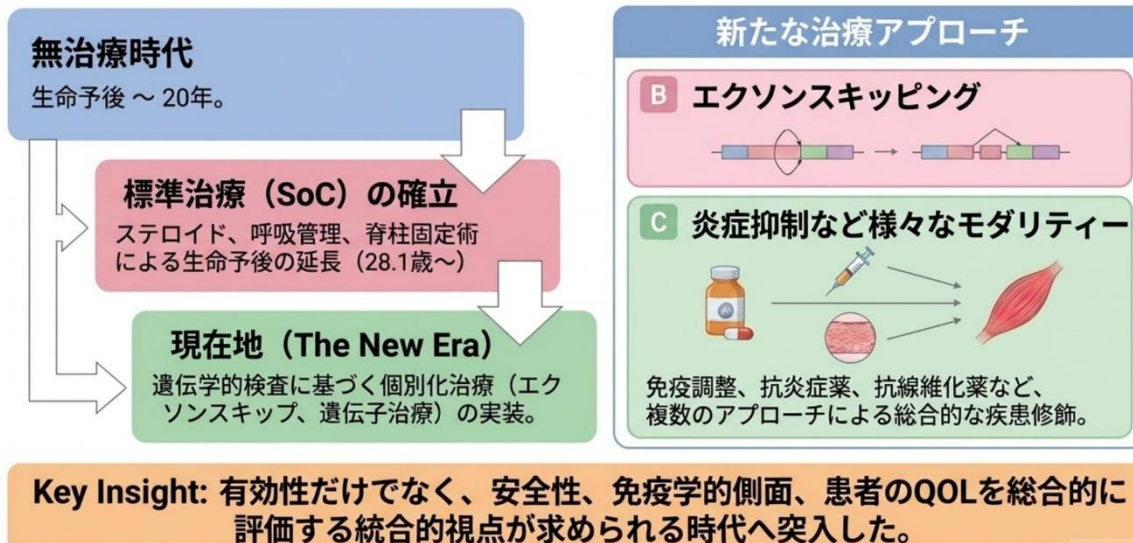 無治療時代
生命予後 ~ 20年。
標準治療（SoC）の確立
ステロイド、呼吸管理、脊柱固定術
による生命予後の延長（28.1歳～）
現在地（The New Era）
遺伝学的検査に基づく個別化治療（エク
ソンスキップ、遺伝子治療）の実装。
新たな治療アプローチ
B エクソンスキッピング
C 炎症抑制など様々なモダリティー
免疫調整、抗炎症薬、抗線維化薬など、
複数のアプローチによる総合的な疾患修飾。
Key Insight: 有効性だけでなく、安全性、免疫学的側面、患者のQOLを総合的に
評価する統合的視点が求められる時代へ突入した。